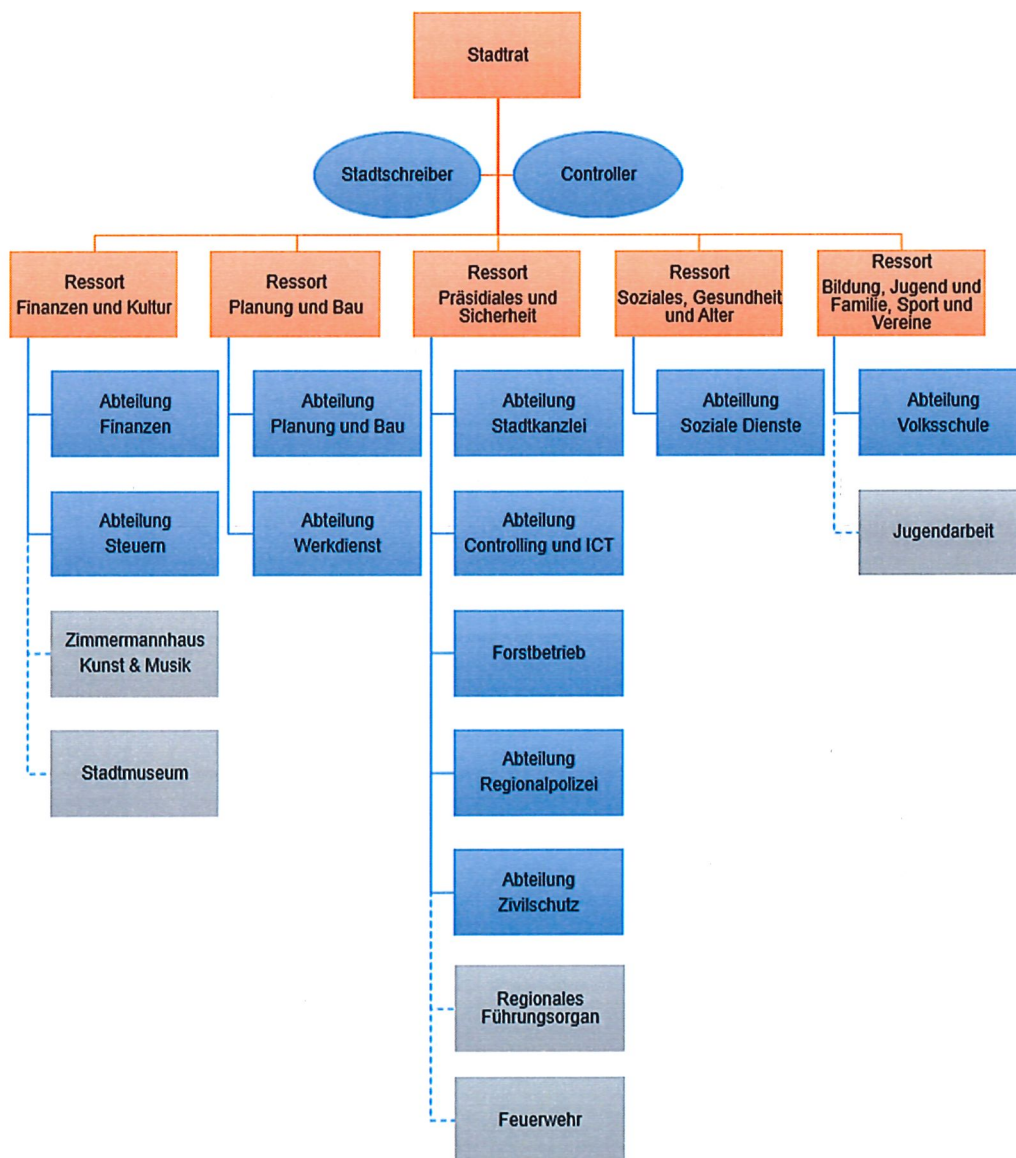 Stadtrat
Stadtschreiber
Controller
Ressort
Finanzen und Kultur
Ressort
Planung und Bau
Ressort
Präsidiales und
Sicherheit
Ressort
Soziales, Gesundheit
und Alter
Ressort
Bildung, Jugend und
Familie, Sport und
Vereine
Abteilung
Finanzen
Abteilung
Planung und Bau
Abteilung
Stadtkanzlei
Abteillung
Soziale Dienste
Abteilung
Volksschule
Abteilung
Steuern
Abteilung
Werkdienst
Abteilung
Controlling und ICT
Jugendarbeit
Zimmermannhaus
Kunst & Musik
Forstbetrieb
Stadtmuseum
Abteilung
Regionalpolizei
Abteilung
Zivilschutz
Regionales
Führungsorgan
Feuerwehr